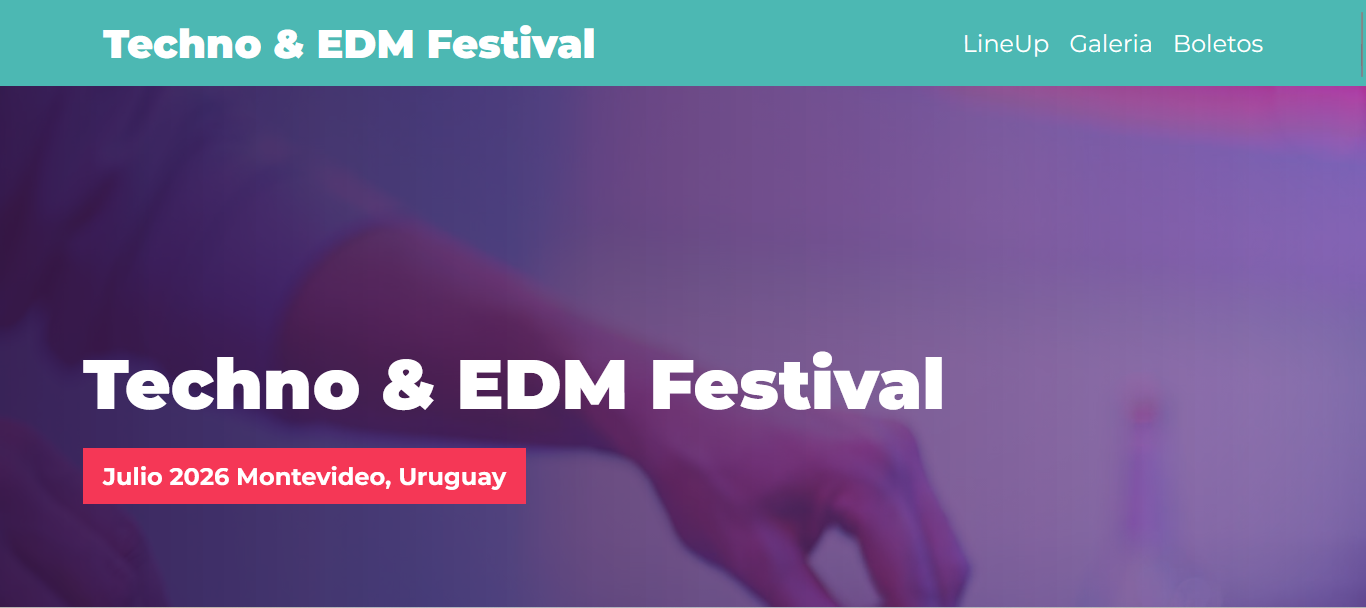 Techno & EDM Festival
LineUp Galeria Boletos
Techno & EDM Festival
Julio 2026 Montevideo, Uruguay